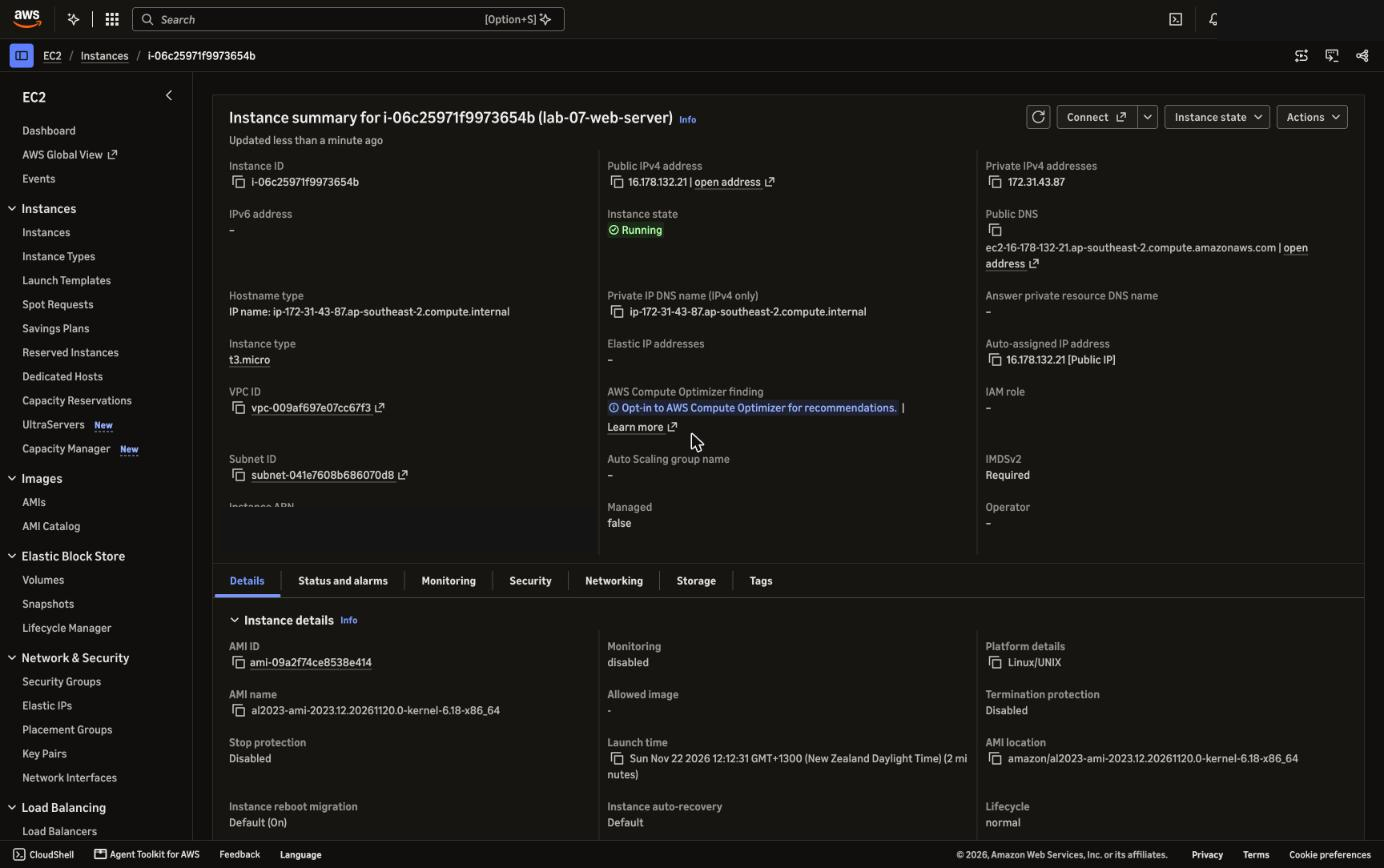 aws
Search [Option+S]
EC2 / Instances / i-06c25971f9973654b
EC2
Dashboard
AWS Global View
Events
Instances
Instances
Instance Types
Launch Templates
Spot Requests
Savings Plans
Reserved Instances
Dedicated Hosts
Capacity Reservations
UltraServers New
Capacity Manager New
Images
AMIs
AMI Catalog
Elastic Block Store
Volumes
Snapshots
Lifecycle Manager
Network & Security
Security Groups
Elastic IPs
Placement Groups
Key Pairs
Network Interfaces
Load Balancing
Load Balancers
Instance summary for i-06c25971f9973654b (lab-07-web-server) Info
Updated less than a minute ago
Connect
Instance state
Actions
Instance ID
i-06c25971f9973654b
Public IPv4 address
16.178.132.21 | open address
Private IPv4 addresses
172.31.43.87
IPv6 address
–
Instance state
Running
Public DNS
ec2-16-178-132-21.ap-southeast-2.compute.amazonaws.com | open
address
Hostname type
IP name: ip-172-31-43-87.ap-southeast-2.compute.internal
Private IP DNS name (IPv4 only)
ip-172-31-43-87.ap-southeast-2.compute.internal
Answer private resource DNS name
–
Instance type
t3.micro
Elastic IP addresses
–
Auto-assigned IP address
16.178.132.21 [Public IP]
VPC ID
vpc-009af697e07cc67f3
AWS Compute Optimizer finding
Opt-in to AWS Compute Optimizer for recommendations. |
Learn more
IAM role
–
Subnet ID
subnet-041e7608b686070d8
Auto Scaling group name
–
IMDSv2
Required
Instance ARN
Managed
false
Operator
–
Details
Status and alarms
Monitoring
Security
Networking
Storage
Tags
Instance details Info
AMI ID
ami-09a2f74ce8538e414
Monitoring
disabled
Platform details
Linux/UNIX
AMI name
al2023-ami-2023.12.20261120.0-kernel-6.18-x86_64
Allowed image
-
Termination protection
Disabled
Stop protection
Disabled
Launch time
Sun Nov 22 2026 12:12:31 GMT+1300 (New Zealand Daylight Time) (2 mi
nutes)
AMI location
amazon/al2023-ami-2023.12.20261120.0-kernel-6.18-x86_64
Instance reboot migration
Default (On)
Instance auto-recovery
Default
Lifecycle
normal
CloudShell
Agent Toolkit for AWS
Feedback
Language
© 2026, Amazon Web Services, Inc. or its affiliates.
Privacy
Terms
Cookie preferences